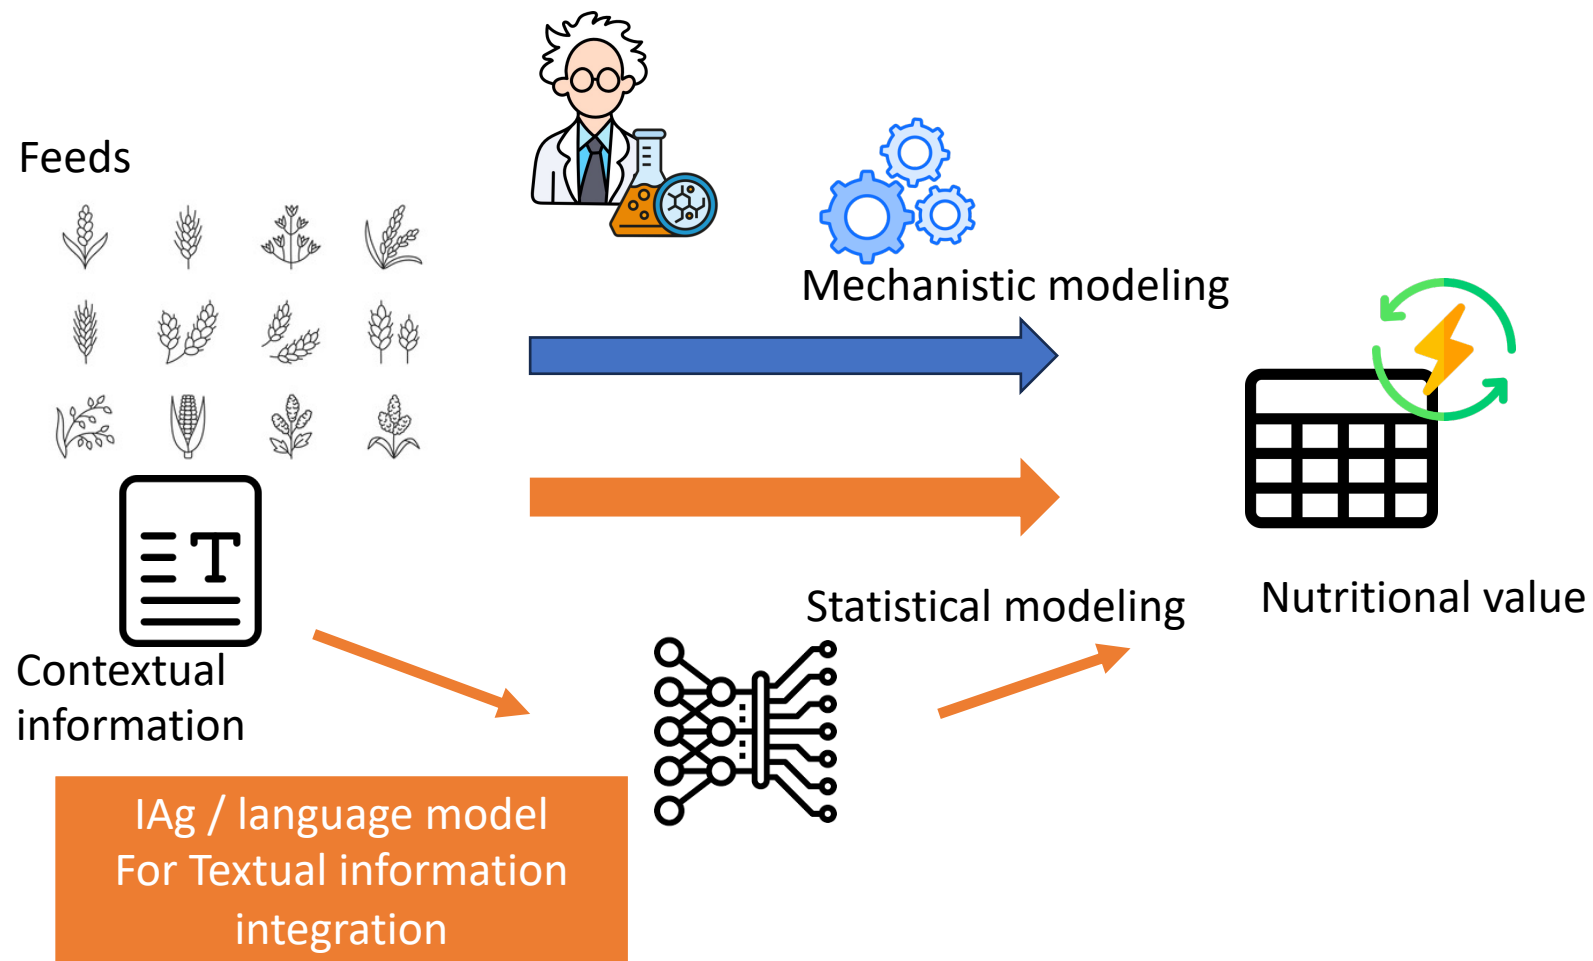 Feeds
Mechanistic modeling
T
Statistical modeling
Nutritional value
Contextual
information
IAg / language model
For Textual information
integration